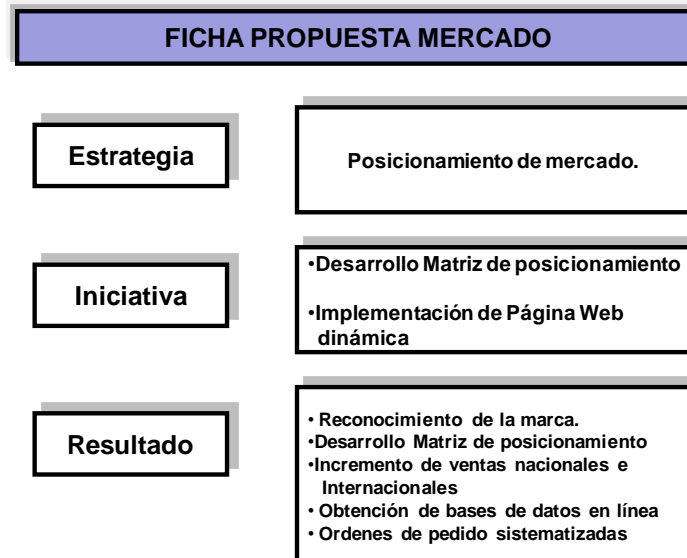 FICHA PROPUESTA MERCADO
Estrategia
Posicionamiento de mercado.
Iniciativa
•Desarrollo Matriz de posicionamiento
•Implementación de Página Web
dinámica
Resultado
• Reconocimiento de la marca.
•Desarrollo Matriz de posicionamiento
•Incremento de ventas nacionales e
Internacionales
• Obtención de bases de datos en línea
• Ordenes de pedido sistematizadas